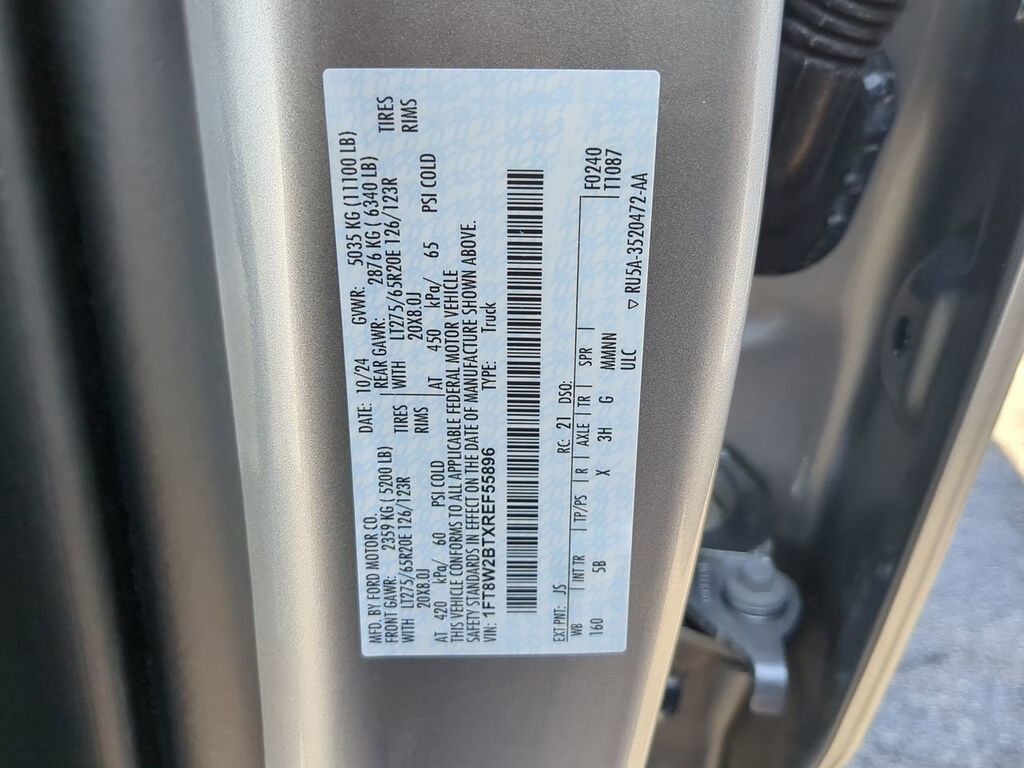 MFD. BY FORD MOTOR CO. DATE: 10/24 GVWR: 5035 KG (11100 LB)
FRONT GAWR: 2359 KG ( 5200 LB) REAR GAWR: 2876 KG ( 6340 LB)
WITH LT275/65R20E 126/123R TIRES WITH LT275/65R20E 126/123R TIRES
20X8.0J RIMS 20X8.0J RIMS
AT 420 kPa/ 60 PSI COLD AT 450 kPa/ 65 PSI COLD
THIS VEHICLE CONFORMS TO ALL APPLICABLE FEDERAL MOTOR VEHICLE
SAFETY STANDARDS IN EFFECT ON THE DATE OF MANUFACTURE SHOWN ABOVE.
VIN: 1FT8W2BTXREF55896 TYPE: Truck
EXT PNT: JS RC: 21 DSO: F0240
WB INT TR TP/PS R AXLE TR SPR T1087
160 5B X 3H G MMNNN
ULC ▽ RU5A-3520472-AA